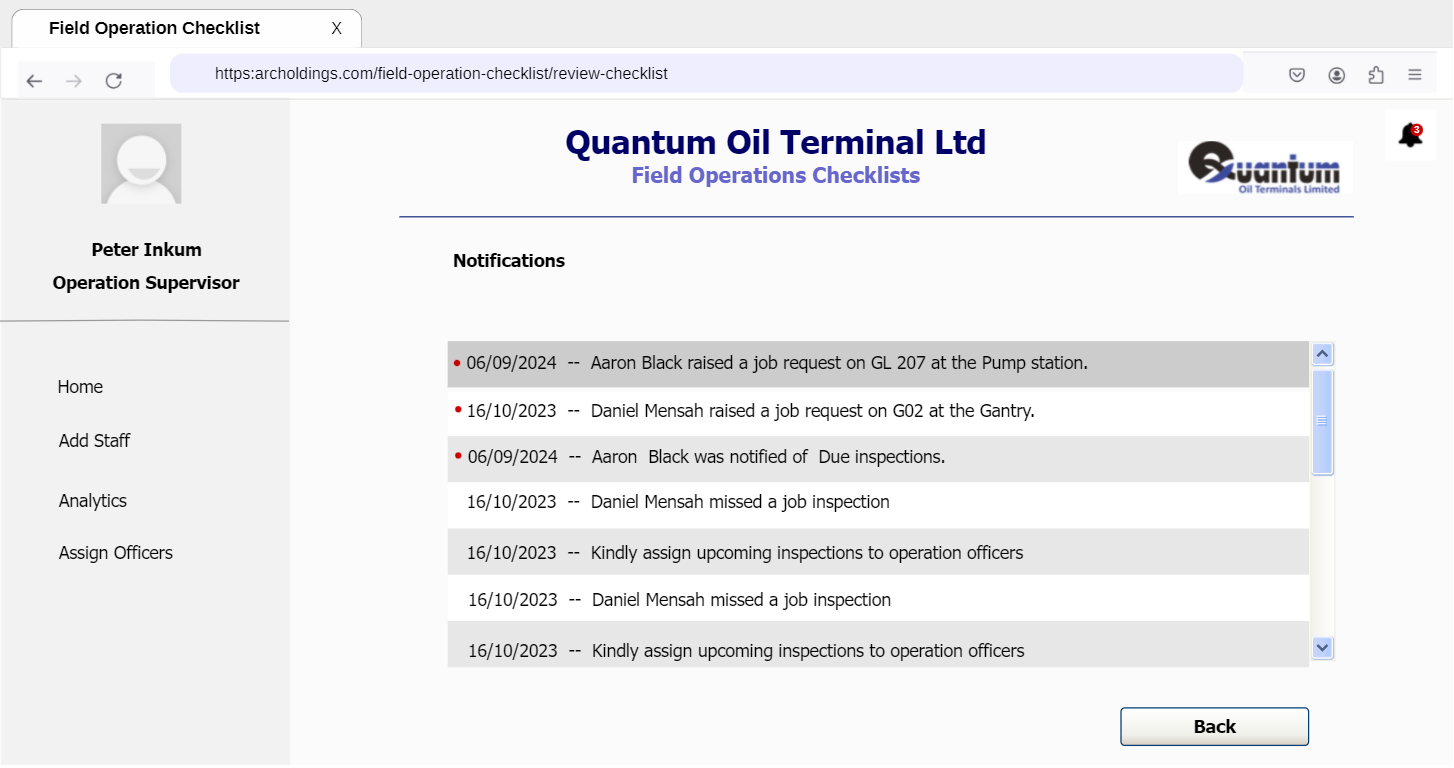 Field Operation Checklist X
https:archoldings.com/field-operation-checklist/review-checklist
3
Quantum Oil Terminal Ltd
Field Operations Checklists
Quantum
Oil Terminals Limited
Peter Inkum
Operation Supervisor
Home
Add Staff
Analytics
Assign Officers
Notifications
06/09/2024 -- Aaron Black raised a job request on GL 207 at the Pump station.
16/10/2023 -- Daniel Mensah raised a job request on G02 at the Gantry.
06/09/2024 -- Aaron Black was notified of Due inspections.
16/10/2023 -- Daniel Mensah missed a job inspection
16/10/2023 -- Kindly assign upcoming inspections to operation officers
16/10/2023 -- Daniel Mensah missed a job inspection
16/10/2023 -- Kindly assign upcoming inspections to operation officers
Back